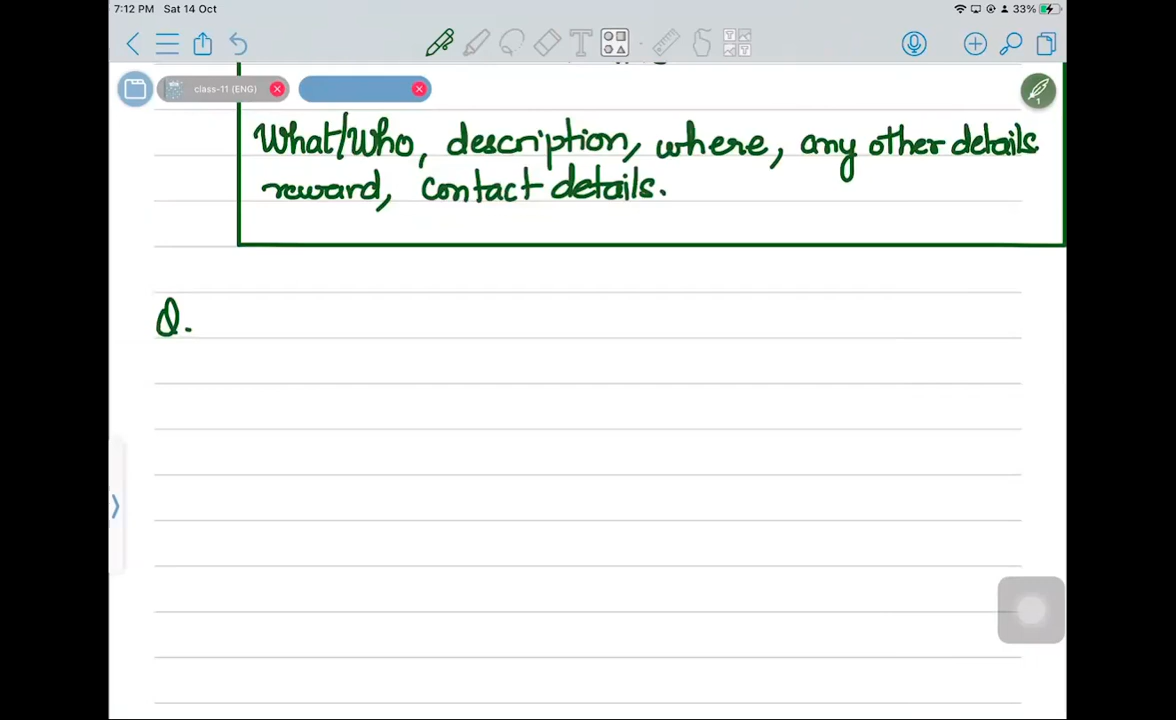 7:12 PM Sat 14 Oct
33%
class-11 (ENG)
1
What/Who, description, where, any other details
reward, contact details.
Q.